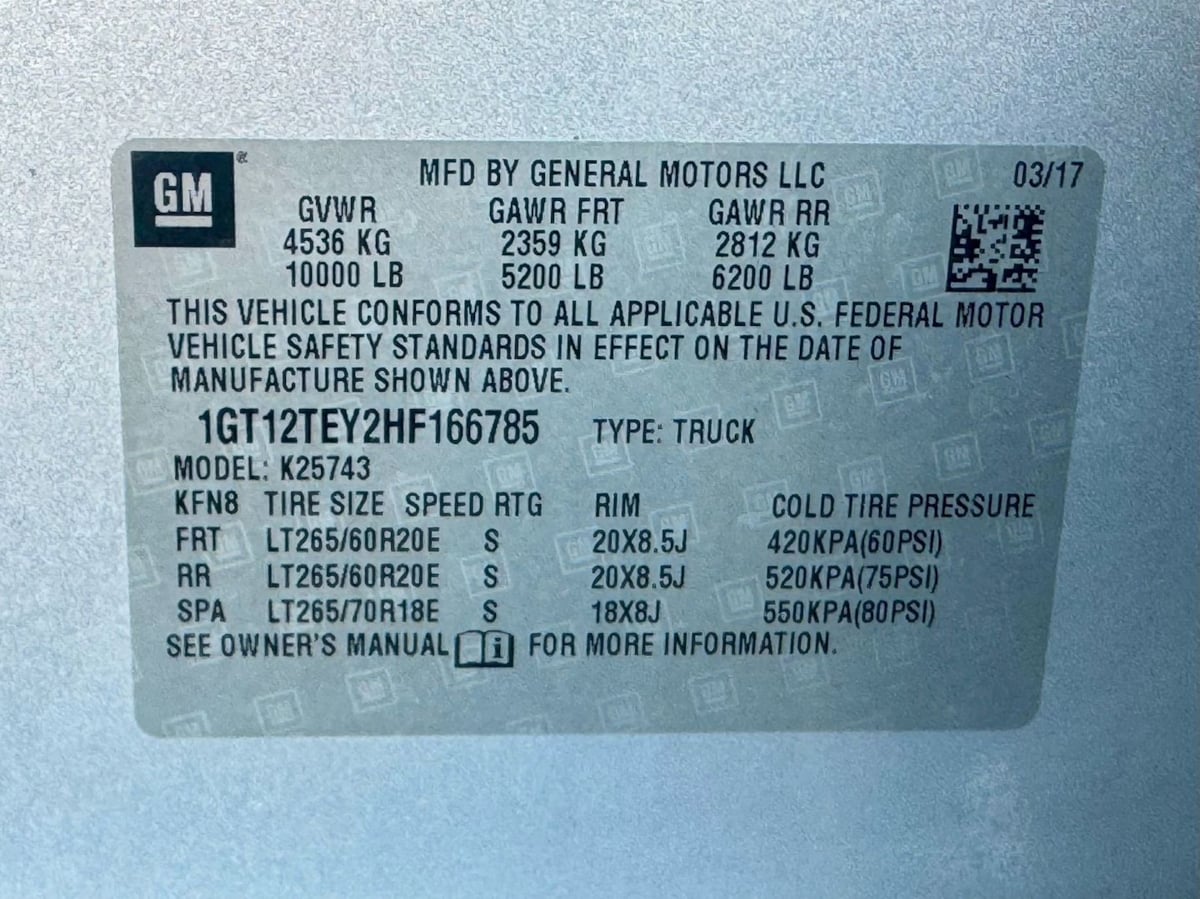 GM ®
MFD BY GENERAL MOTORS LLC 03/17
GVWR GAWR FRT GAWR RR
4536 KG 2359 KG 2812 KG
10000 LB 5200 LB 6200 LB
THIS VEHICLE CONFORMS TO ALL APPLICABLE U.S. FEDERAL MOTOR
VEHICLE SAFETY STANDARDS IN EFFECT ON THE DATE OF
MANUFACTURE SHOWN ABOVE.
1GT12TEY2HF166785 TYPE: TRUCK
MODEL: K25743
KFN8 TIRE SIZE SPEED RTG RIM COLD TIRE PRESSURE
FRT LT265/60R20E S 20X8.5J 420KPA(60PSI)
RR LT265/60R20E S 20X8.5J 520KPA(75PSI)
SPA LT265/70R18E S 18X8J 550KPA(80PSI)
SEE OWNER'S MANUAL i FOR MORE INFORMATION.